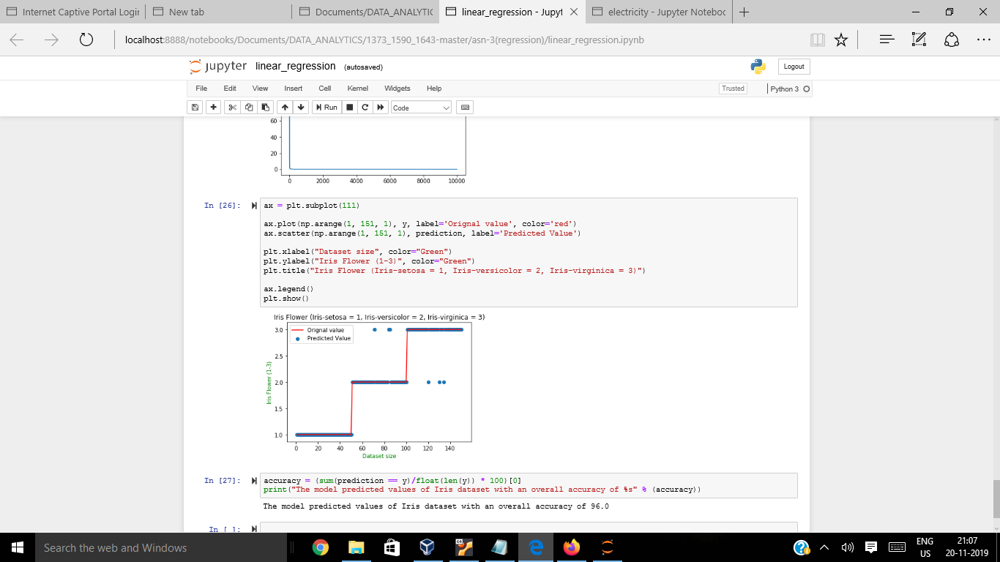 Internet Captive Portal Login
New tab
Documents/DATA_ANALYTIC
linear_regression - Jupyt
electricity - Jupyter Notebook
localhost:8888/notebooks/Documents/DATA_ANALYTICS/1373_1590_1643-master/asn-3(regression)/linear_regression.ipynb
jupyter linear_regression (autosaved)
Logout
File Edit View Insert Cell Kernel Widgets Help
Trusted
Python 3
Run
Code
60
40
20
0
0 2000 4000 6000 8000 10000
In [26]:
ax = plt.subplot(111)
ax.plot(np.arange(1, 151, 1), y, label='Orignal value', color='red')
ax.scatter(np.arange(1, 151, 1), prediction, label='Predicted Value')
plt.xlabel("Dataset size", color="Green")
plt.ylabel("Iris Flower (1-3)", color="Green")
plt.title("Iris Flower (Iris-setosa = 1, Iris-versicolor = 2, Iris-virginica = 3)")
ax.legend()
plt.show()
Iris Flower (Iris-setosa = 1, Iris-versicolor = 2, Iris-virginica = 3)
Orignal value
Predicted Value
3.0
2.5
2.0
1.5
1.0
Iris Flower (1-3)
0 20 40 60 80 100 120 140
Dataset size
In [27]:
accuracy = (sum(prediction == y)/float(len(y)) * 100)[0]
print("The model predicted values of Iris dataset with an overall accuracy of %s" % (accuracy))
The model predicted values of Iris dataset with an overall accuracy of 96.0
In [ ]:
Search the web and Windows
64
ENG
US
21:07
20-11-2019